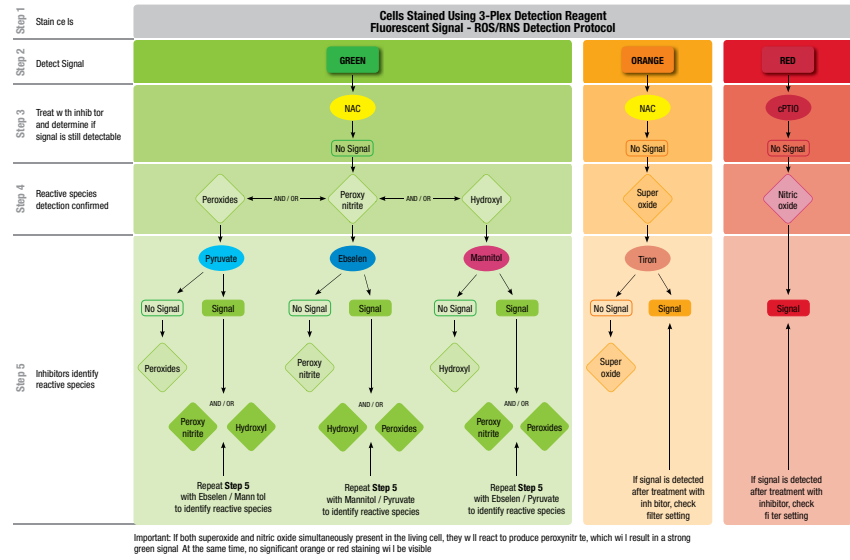 Step 1
Stain ce ls
Cells Stained Using 3-Plex Detection Reagent
Fluorescent Signal - ROS/RNS Detection Protocol
Step 2
Detect Signal
GREEN
ORANGE
RED
Step 3
Treat w th inhib tor
and determine if
signal is still detectable
NAC
NAC
cPTIO
No Signal
No Signal
No Signal
Step 4
Reactive species
detection confirmed
Peroxides
AND / OR
Peroxy
nitrite
AND / OR
Hydroxyl
Super
oxide
Nitric
oxide
Step 5
Inhibitors identify
reactive species
Pyruvate
Ebselen
Mannitol
Tiron
No Signal
Signal
No Signal
Signal
No Signal
Signal
No Signal
Signal
Signal
Peroxides
Peroxy
nitrite
Hydroxyl
Super
oxide
AND / OR
AND / OR
AND / OR
Peroxy
nitrite
Hydroxyl
Hydroxyl
Peroxides
Peroxy
nitrite
Peroxides
Repeat Step 5
with Ebselen / Mann tol
to identify reactive species
Repeat Step 5
with Mannitol / Pyruvate
to identify reactive species
Repeat Step 5
with Ebselen / Pyruvate
to identify reactive species
If signal is detected
after treatment with
inh bitor, check
filter setting
If signal is detected
after treatment with
inhibitor, check
fi ter setting
Important: If both superoxide and nitric oxide simultaneously present in the living cell, they w ll react to produce peroxynitr te, which wi l result in a strong
green signal  At the same time, no significant orange or red staining wi l be visible